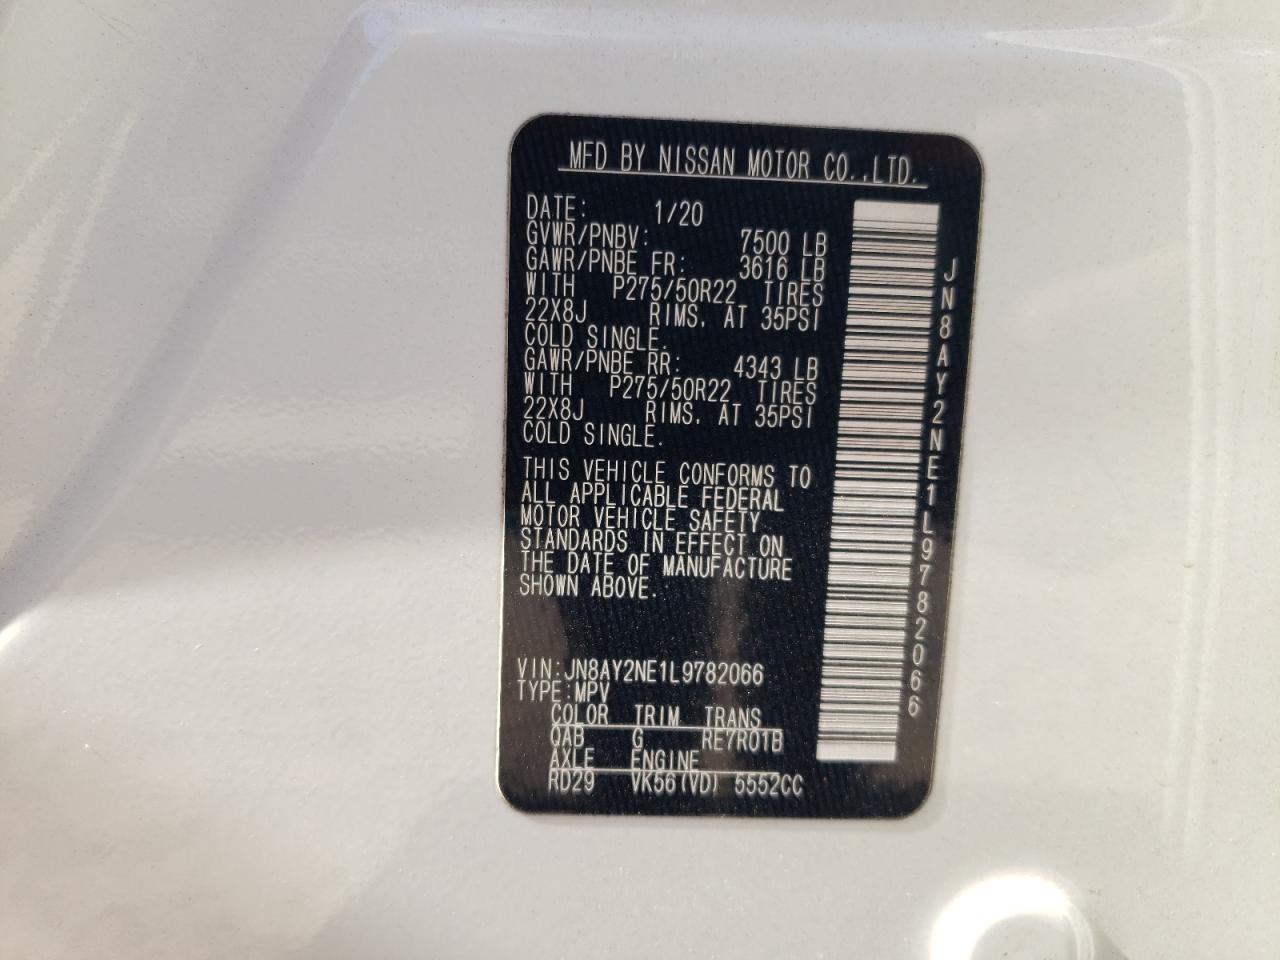 MFD BY NISSAN MOTOR CO.,LTD.
DATE: 1/20
GVWR/PNBV: 7500 LB
GAWR/PNBE FR: 3616 LB
WITH P275/50R22 TIRES
22X8J RIMS, AT 35PSI
COLD SINGLE.
GAWR/PNBE RR: 4343 LB
WITH P275/50R22 TIRES
22X8J RIMS, AT 35PSI
COLD SINGLE.
THIS VEHICLE CONFORMS TO
ALL APPLICABLE FEDERAL
MOTOR VEHICLE SAFETY
STANDARDS IN EFFECT ON
THE DATE OF MANUFACTURE
SHOWN ABOVE.
VIN:JN8AY2NE1L9782066
TYPE:MPV
COLOR TRIM TRANS
QAB G RE7R01B
AXLE ENGINE
RD29 VK56(VD) 5552CC
JN8AY2NE1L9782066